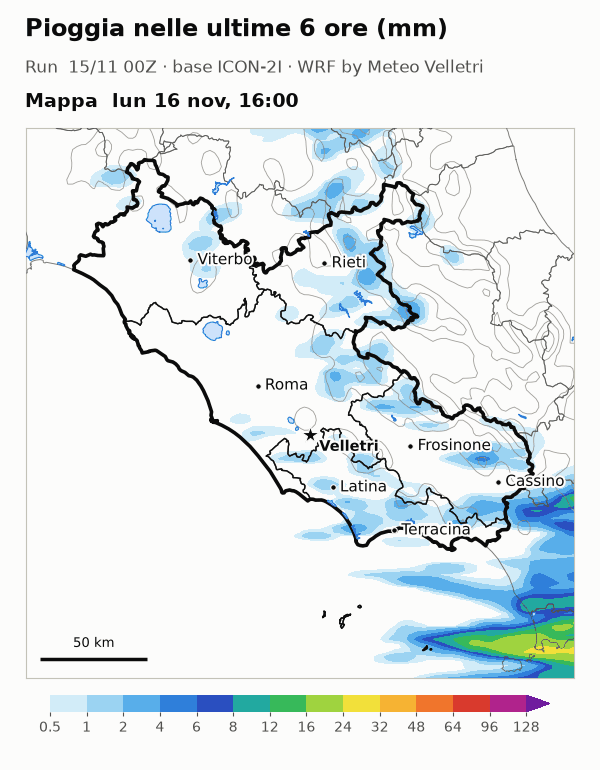 Pioggia nelle ultime 6 ore (mm)
Run  15/11 00Z · base ICON-2I · WRF by Meteo Velletri
Mappa  lun 16 nov, 16:00
Viterbo
Rieti
Roma
Velletri
Frosinone
Latina
Cassino
Terracina
50 km
0.5 1 2 4 6 8 12 16 24 32 48 64 96 128